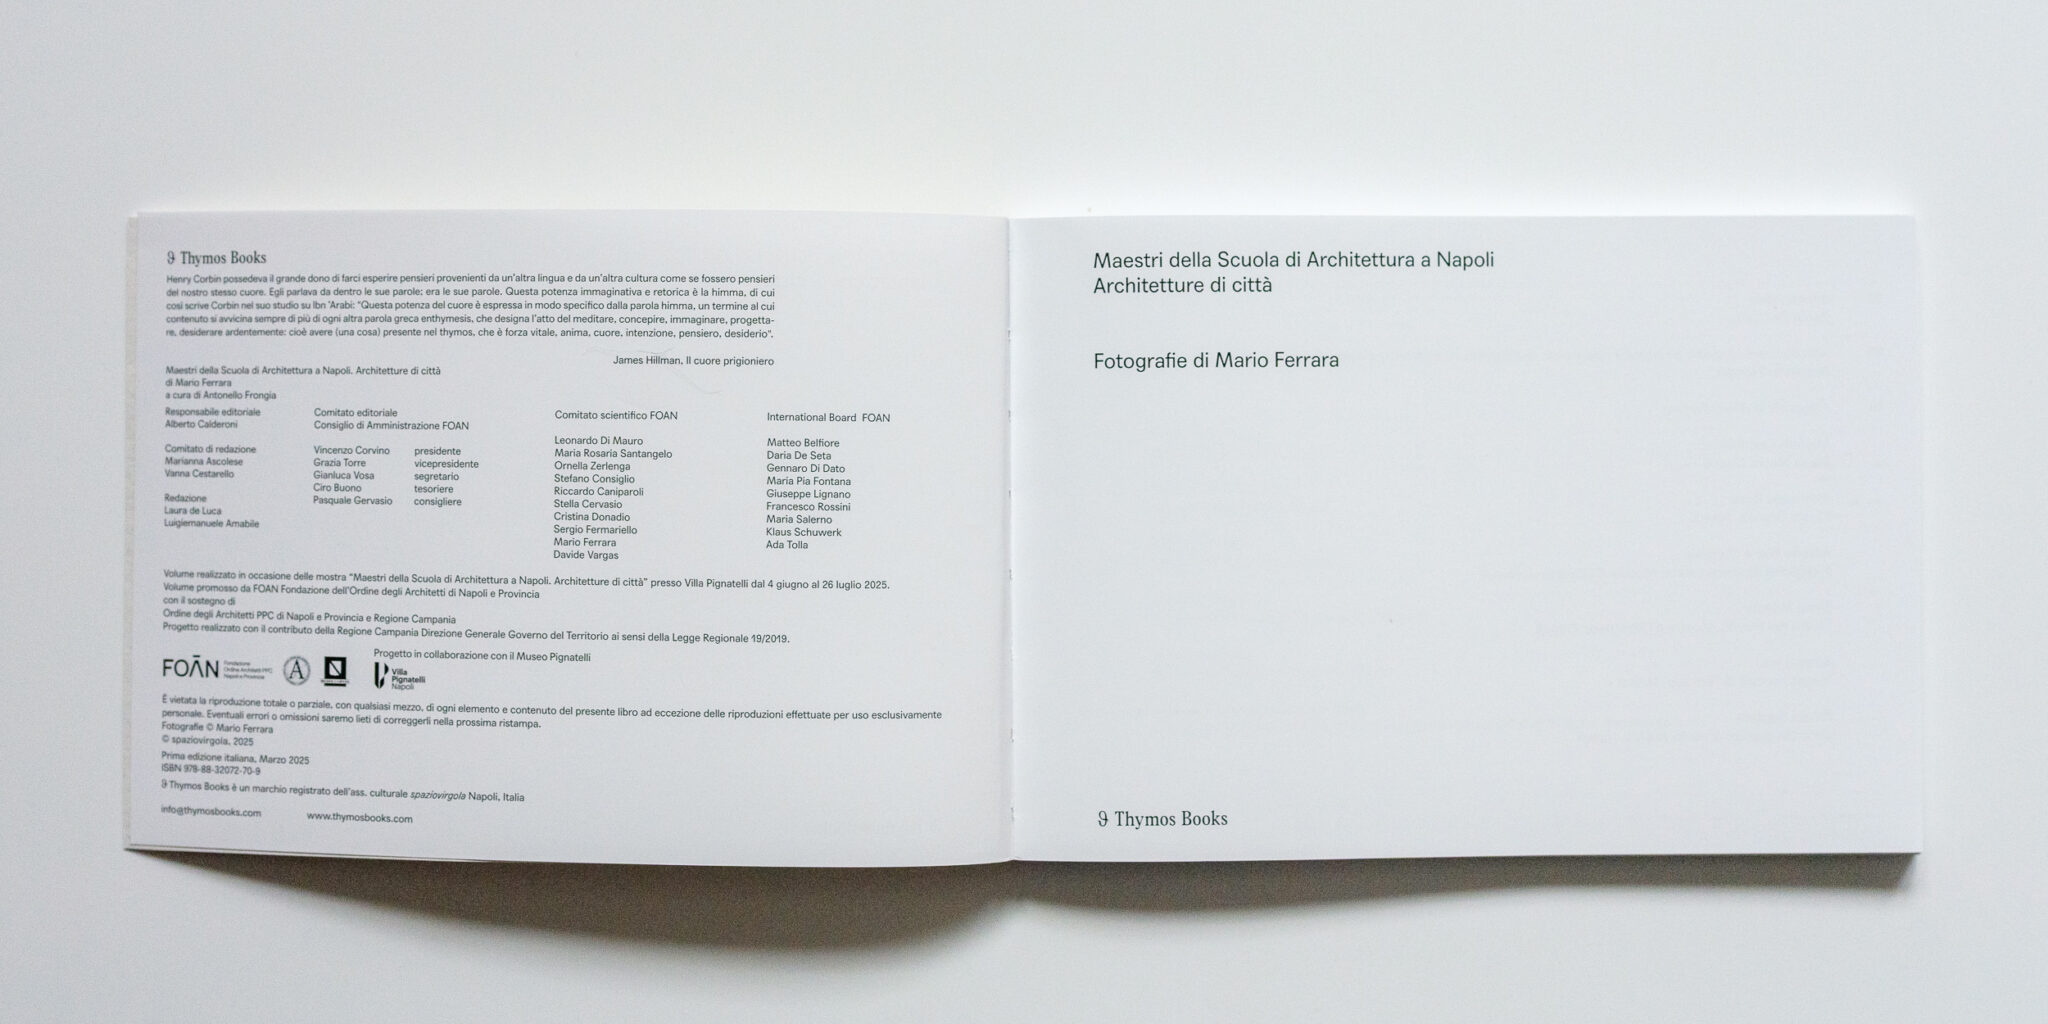 Thymos Books
Henry Corbin possedeva il grande dono di farci esperire pensieri provenienti da un'altra lingua e da un'altra cultura come se fossero pensieri
del nostro stesso cuore. Egli parlava da dentro le sue parole; era le sue parole. Questa potenza immaginativa e retorica è la himma, di cui
così scrive Corbin nel suo studio su Ibn 'Arabi: "Questa potenza del cuore è espressa in modo specifico dalla parola himma, un termine al cui
contenuto si avvicina sempre di più di ogni altra parola greca enthymesis, che designa l'atto del meditare, concepire, immaginare, progetta-
re, desiderare ardentemente: cioè avere (una cosa) presente nel thymos, che è forza vitale, anima, cuore, intenzione, pensiero, desiderio".
James Hillman, Il cuore prigioniero
Maestri della Scuola di Architettura a Napoli. Architetture di città
di Mario Ferrara
a cura di Antonello Frongia
Responsabile editoriale
Alberto Calderoni
Comitato di redazione
Marianna Ascolese
Vanna Cestarello
Redazione
Laura de Luca
Luigiemanuele Amabile
Comitato editoriale
Consiglio di Amministrazione FOAN
Vincenzo Corvino presidente
Grazia Torre vicepresidente
Gianluca Vosa segretario
Ciro Buono tesoriere
Pasquale Gervasio consigliere
Comitato scientifico FOAN
Leonardo Di Mauro
Maria Rosaria Santangelo
Ornella Zerlenga
Stefano Consiglio
Riccardo Caniparoli
Stella Cervasio
Cristina Donadio
Sergio Fermariello
Mario Ferrara
Davide Vargas
International Board FOAN
Matteo Belfiore
Daria De Seta
Gennaro Di Dato
Maria Pia Fontana
Giuseppe Lignano
Francesco Rossini
Maria Salerno
Klaus Schuwerk
Ada Tolla
Volume realizzato in occasione delle mostra "Maestri della Scuola di Architettura a Napoli. Architetture di città" presso Villa Pignatelli dal 4 giugno al 26 luglio 2025.
Volume promosso da FOAN Fondazione dell'Ordine degli Architetti di Napoli e Provincia
con il sostegno di
Ordine degli Architetti PPC di Napoli e Provincia e Regione Campania
Progetto realizzato con il contributo della Regione Campania Direzione Generale Governo del Territorio ai sensi della Legge Regionale 19/2019.
Progetto in collaborazione con il Museo Pignatelli
FOĀN
Fondazione
Ordine Architetti PPC
Napoli e Provincia
A
N
Villa
Pignatelli
Napoli
È vietata la riproduzione totale o parziale, con qualsiasi mezzo, di ogni elemento e contenuto del presente libro ad eccezione delle riproduzioni effettuate per uso esclusivamente
personale. Eventuali errori o omissioni saremo lieti di correggerli nella prossima ristampa.
Fotografie © Mario Ferrara
© spaziovirgola, 2025
Prima edizione italiana, Marzo 2025
ISBN 978-88-32072-70-9
ϑ Thymos Books è un marchio registrato dell'ass. culturale spaziovirgola Napoli, Italia
info@thymosbooks.com www.thymosbooks.com
Maestri della Scuola di Architettura a Napoli
Architetture di città
Fotografie di Mario Ferrara
ϑ Thymos Books